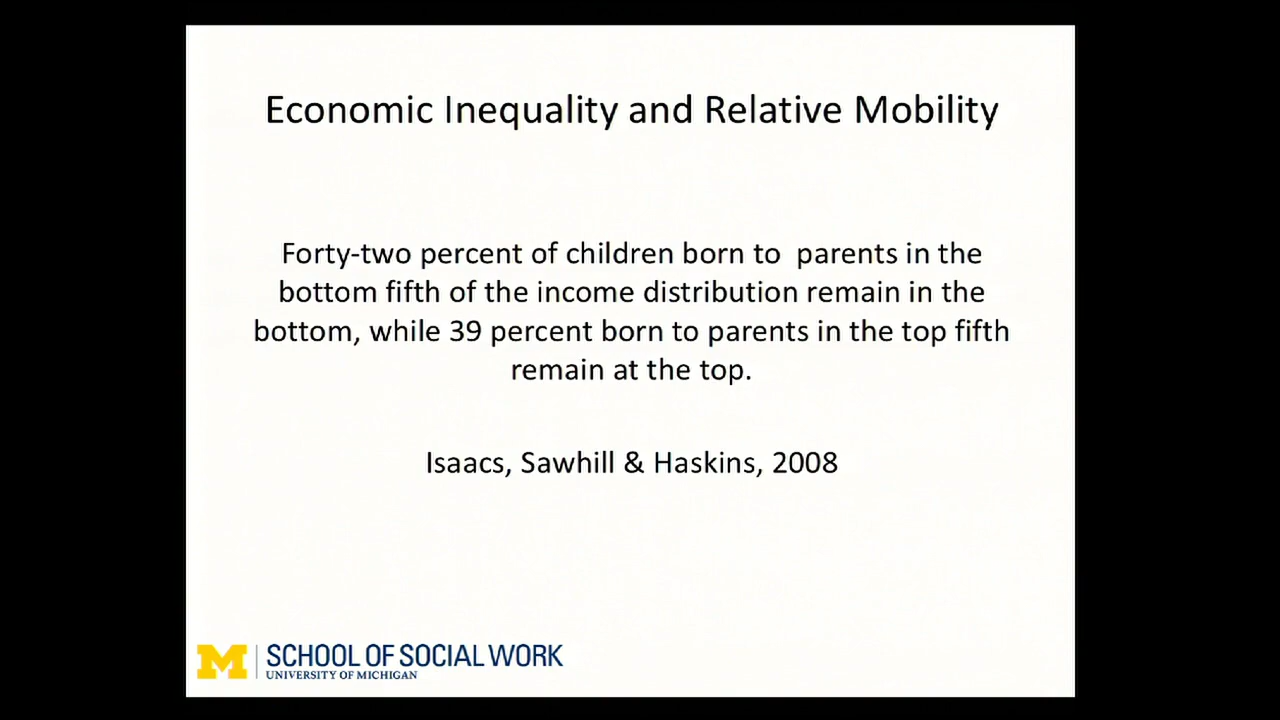 Economic Inequality and Relative Mobility
Forty-two percent of children born to  parents in the
bottom fifth of the income distribution remain in the
bottom, while 39 percent born to parents in the top fifth
remain at the top.
Isaacs, Sawhill & Haskins, 2008
M SCHOOL OF SOCIAL WORK
UNIVERSITY OF MICHIGAN